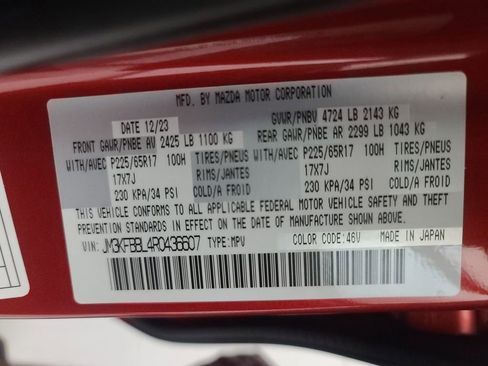 MFD. BY MAZDA MOTOR CORPORATION
DATE 12/23 GVWR/PNBV 4724 LB 2143 KG
FRONT GAWR/PNBE AV 2425 LB 1100 KG REAR GAWR/PNBE AR 2299 LB 1043 KG
WITH/AVEC P225/65R17 100H TIRES/PNEUS WITH/AVEC P225/65R17 100H TIRES/PNEUS
17X7J RIMS/JANTES 17X7J RIMS/JANTES
230 KPA/34 PSI COLD/A FROID 230 KPA/34 PSI COLD/A FROID
THIS VEHICLE CONFORMS TO ALL APPLICABLE FEDERAL MOTOR VEHICLE SAFETY AND THEFT
PREVENTION STANDARDS IN EFFECT ON THE DATE OF MANUFACTURE SHOWN ABOVE.
VIN: JM3KFBBL4R0436607 TYPE:MPV COLOR CODE:46V MADE IN JAPAN